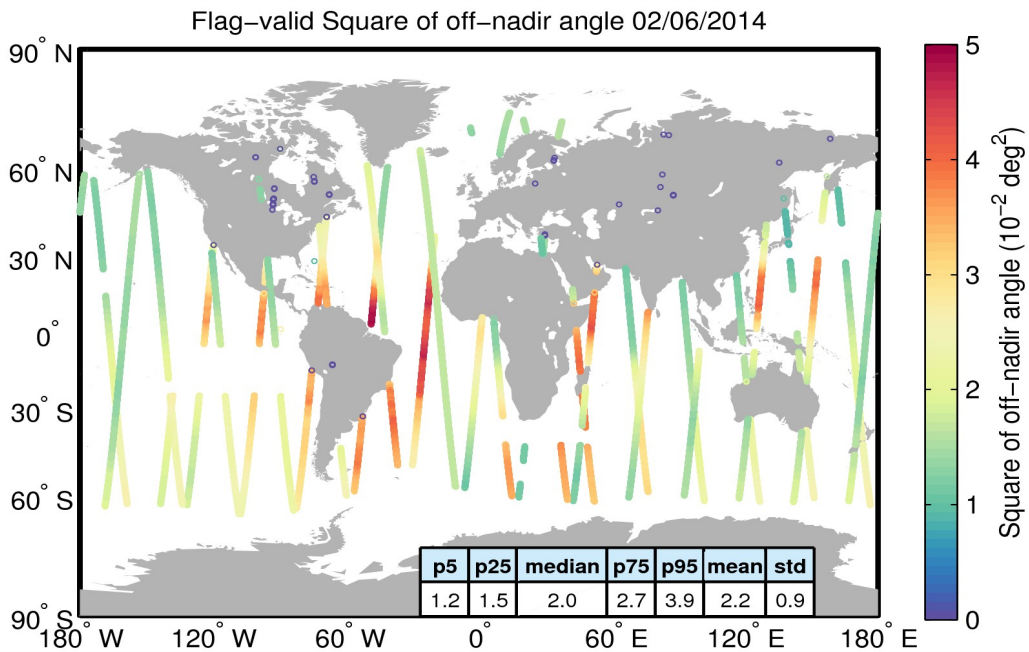 Flag−valid Square of off−nadir angle 02/06/2014
90° N
60° N
30° N
0°
30° S
60° S
90° S
180° W
120° W
60° W
0°
60° E
120° E
180° E
p5 p25 median p75 p95 mean std
1.2 1.5 2.0 2.7 3.9 2.2 0.9
5
4
3
2
1
0
Square of off−nadir angle (10⁻² deg²)